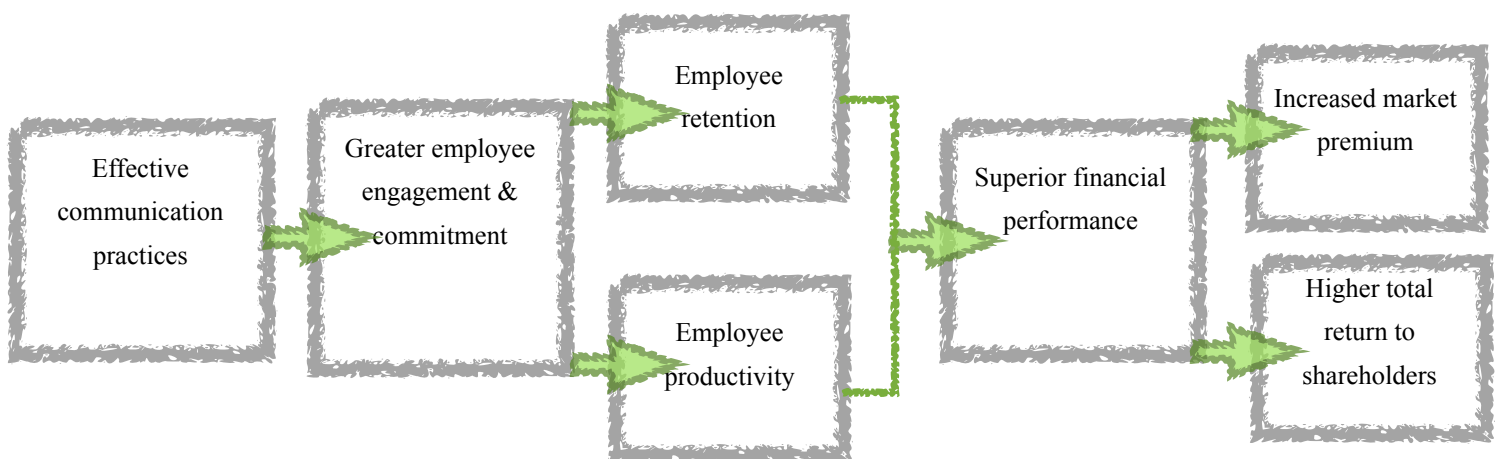 Effective
communication
practices
Greater employee
engagement &
commitment
Employee
retention
Employee
productivity
Superior financial
performance
Increased market
premium
Higher total
return to
shareholders